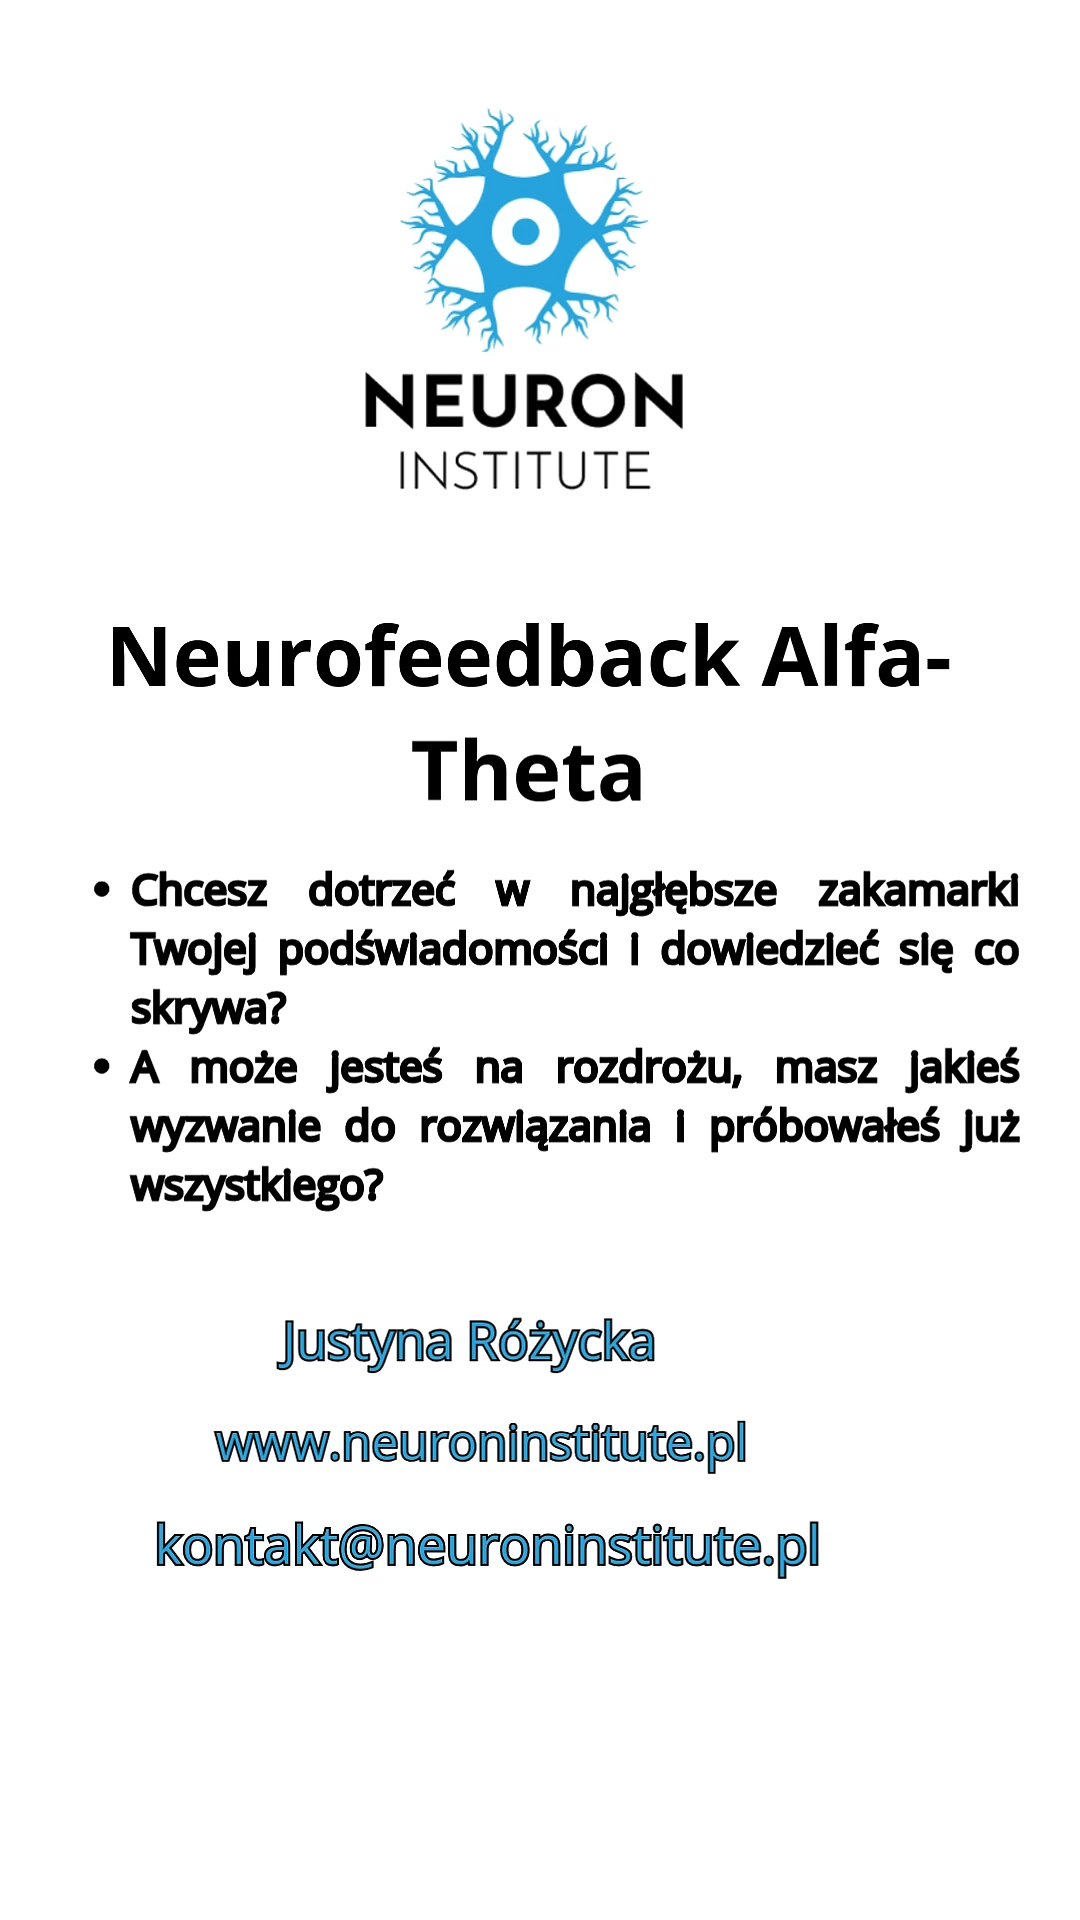 NEURON
INSTITUTE
Neurofeedback Alfa-
Theta
• Chcesz dotrzeć w najgłębsze zakamarki
Twojej podświadomości i dowiedzieć się co
skrywa?
• A może jesteś na rozdrożu, masz jakieś
wyzwanie do rozwiązania i próbowałeś już
wszystkiego?
Justyna Różycka
www.neuroninstitute.pl
kontakt@neuroninstitute.pl